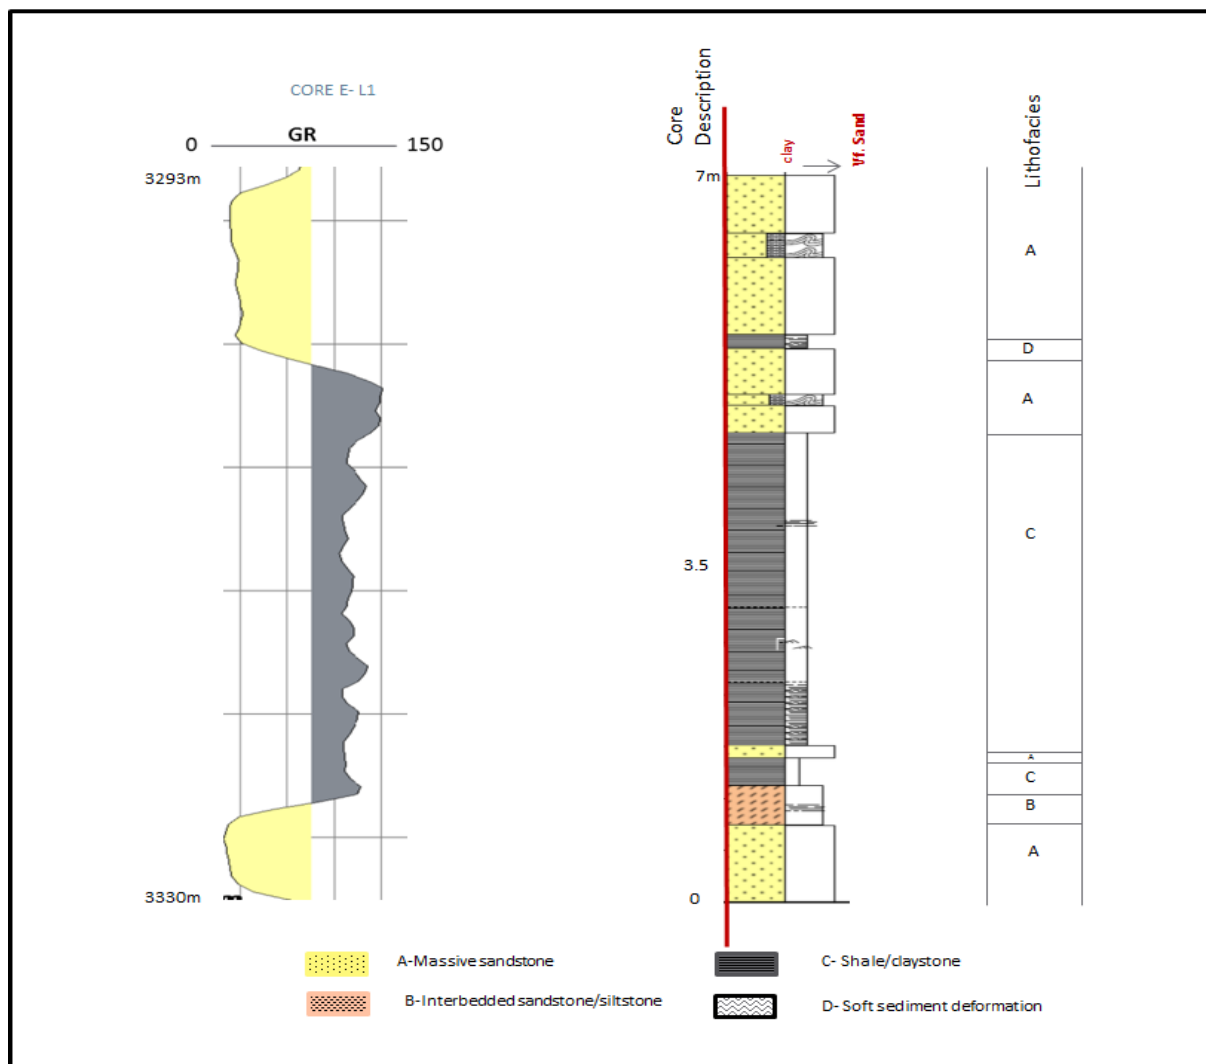 CORE E- L1
GR
0
150
3293m
3330m
Core
Description
clay
Vf. Sand
7m
3.5
0
Lithofacies
A
D
A
C
A
C
B
A
A-Massive sandstone
B-Interbedded sandstone/siltstone
C- Shale/claystone
D- Soft sediment deformation